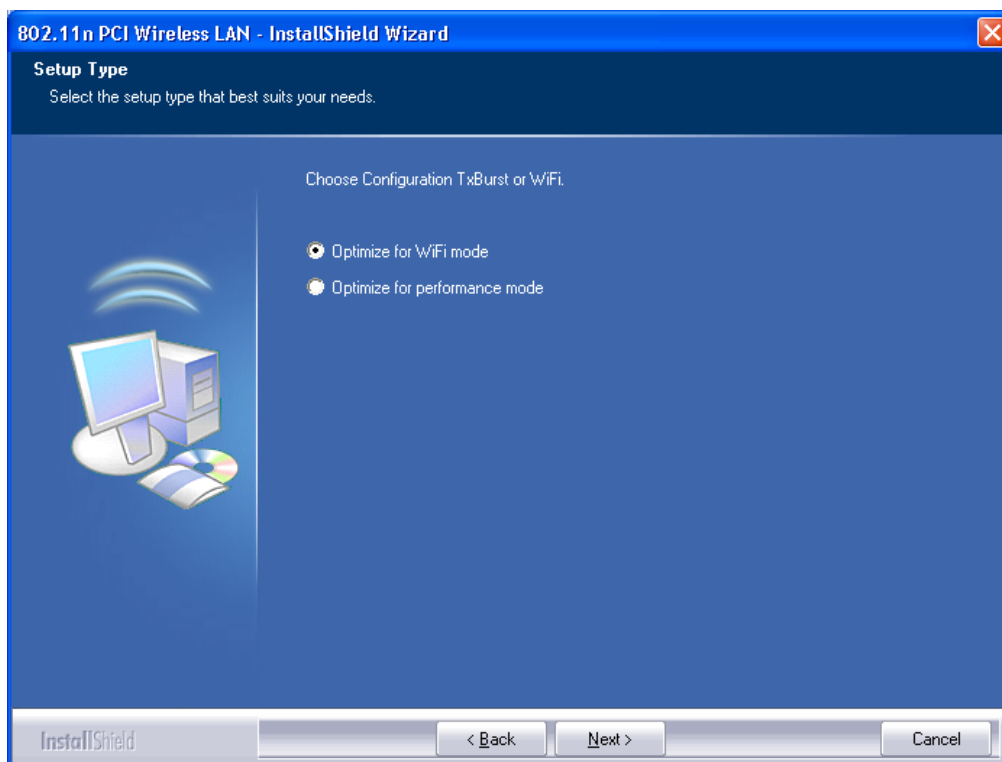 802.11n PCI Wireless LAN - InstallShield Wizard
Setup Type
Select the setup type that best suits your needs.
Choose Configuration TxBurst or WiFi.
Optimize for WiFi mode
Optimize for performance mode
InstallShield
< Back
Next >
Cancel